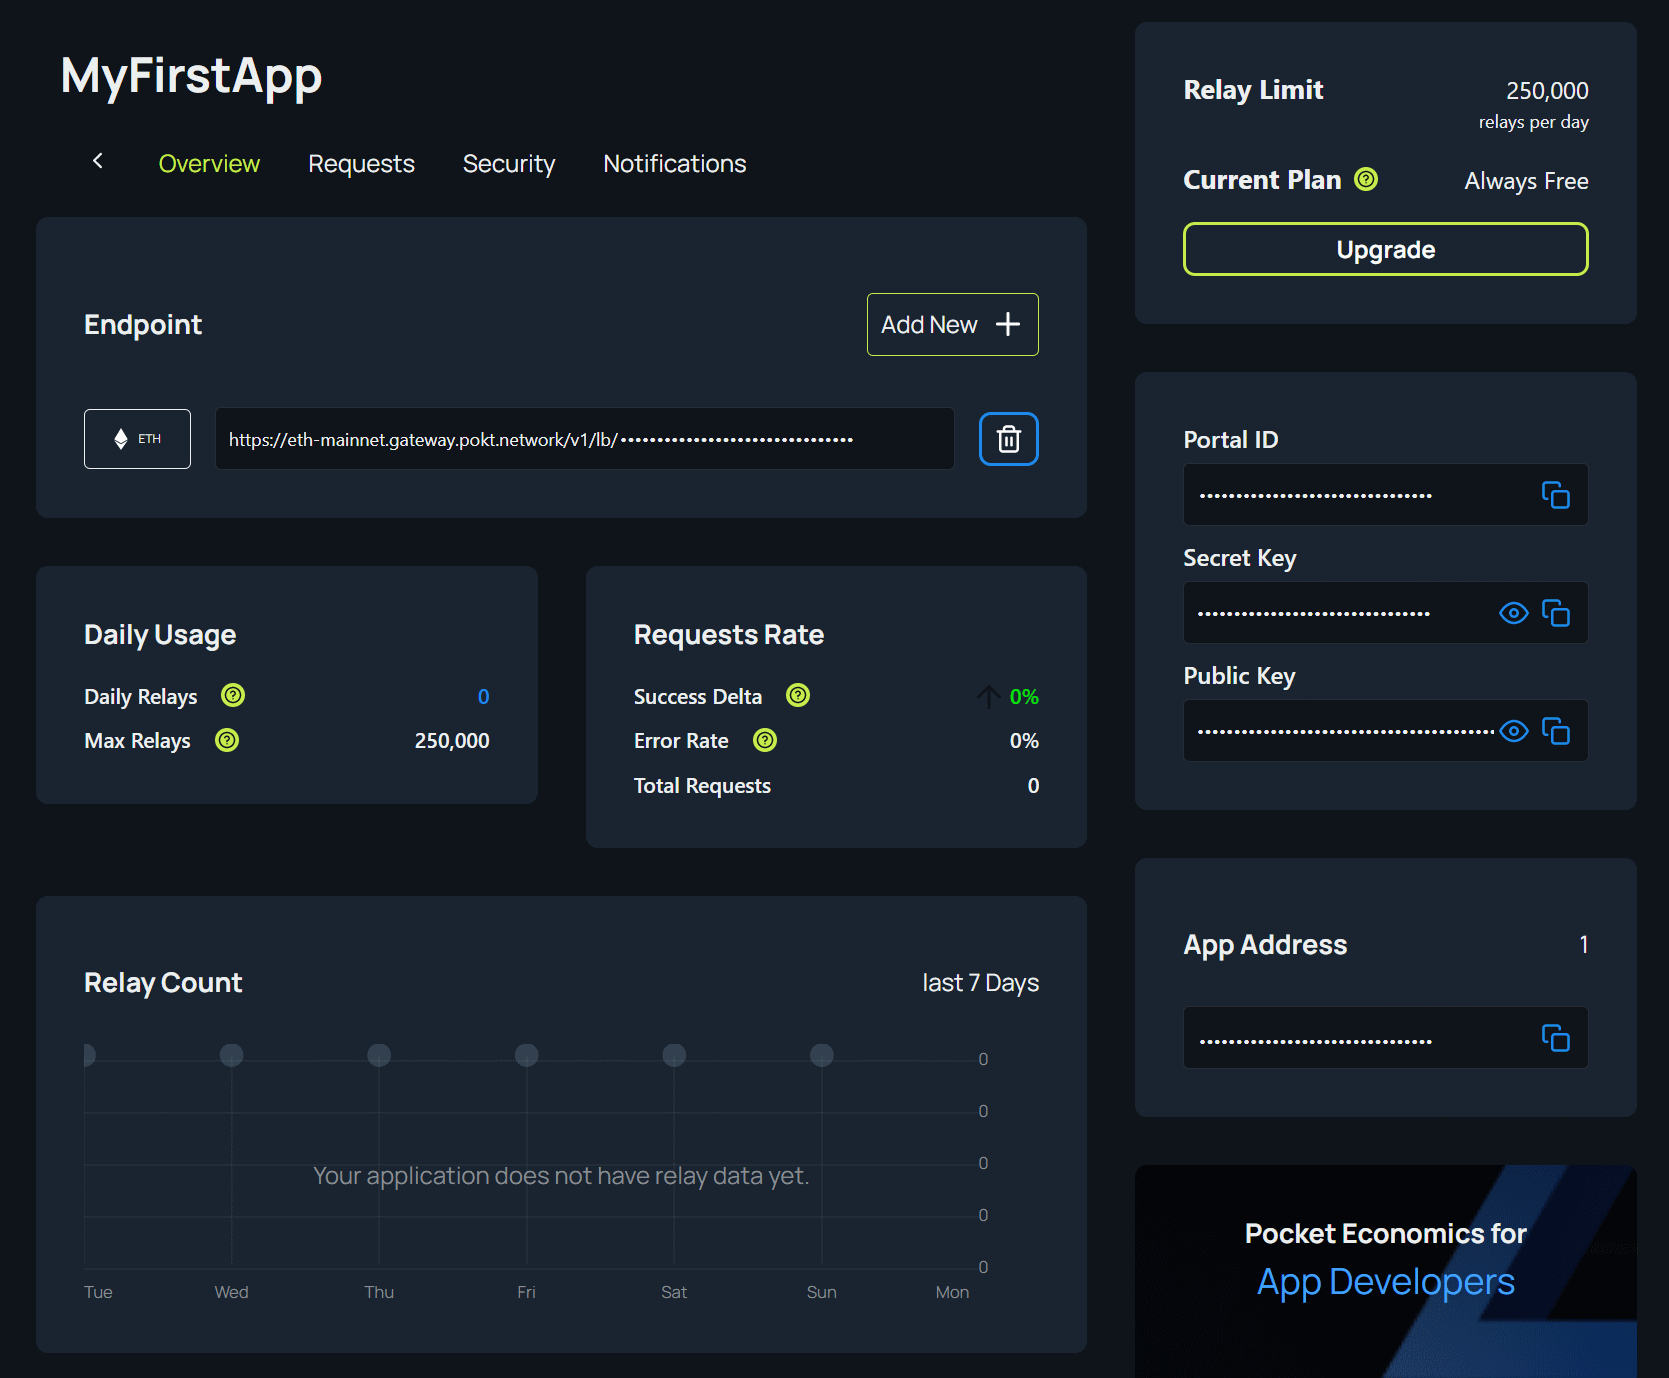 MyFirstApp
Overview
Requests
Security
Notifications
Endpoint
Add New
ETH
https://eth-mainnet.gateway.pokt.network/v1/lb/••••••••••••••••••••••••••••••••
Daily Usage
Daily Relays
0
Max Relays
250,000
Requests Rate
Success Delta
0%
Error Rate
0%
Total Requests
0
Relay Count
last 7 Days
0
0
0
Your application does not have relay data yet.
0
0
Tue
Wed
Thu
Fri
Sat
Sun
Mon
Relay Limit
250,000
relays per day
Current Plan
Always Free
Upgrade
Portal ID
••••••••••••••••••••••••••••••••
Secret Key
••••••••••••••••••••••••••••••••
Public Key
•••••••••••••••••••••••••••••••••••••••••
App Address
1
••••••••••••••••••••••••••••••••
Pocket Economics for
App Developers